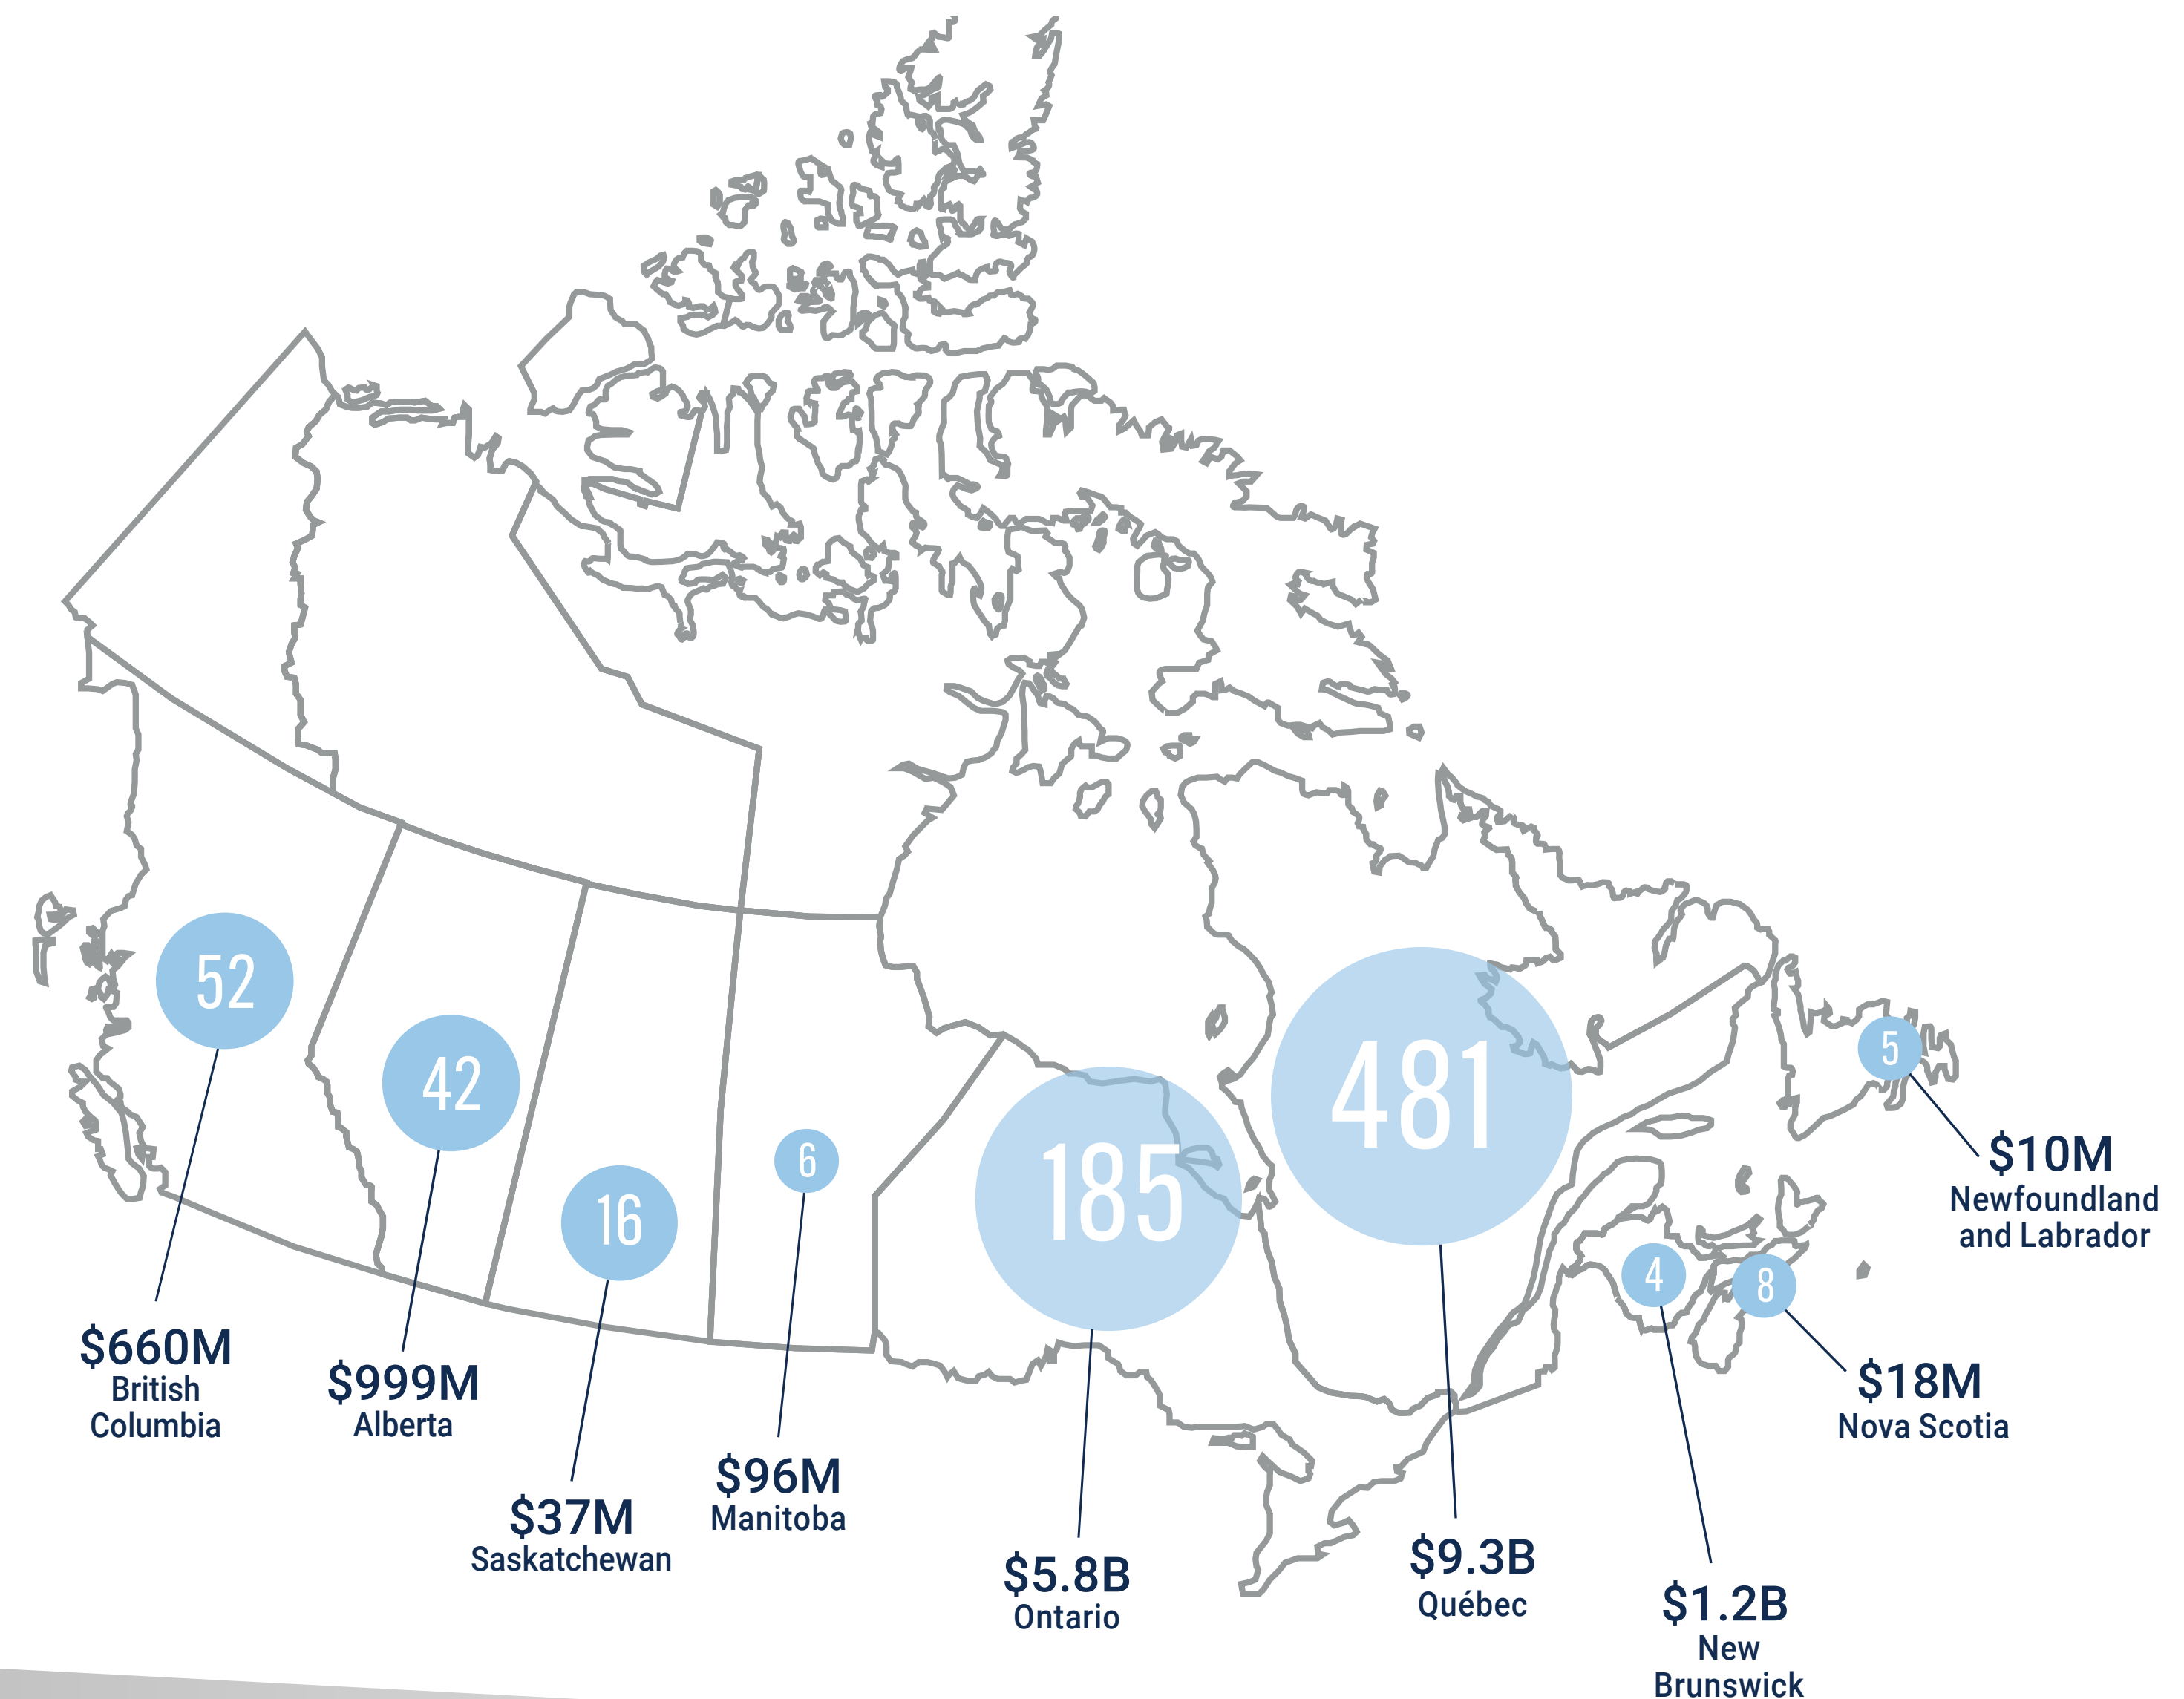 52
$660M
British
Columbia
42
$999M
Alberta
16
$37M
Saskatchewan
6
$96M
Manitoba
185
$5.8B
Ontario
481
$9.3B
Québec
4
$1.2B
New
Brunswick
8
$18M
Nova Scotia
5
$10M
Newfoundland
and Labrador